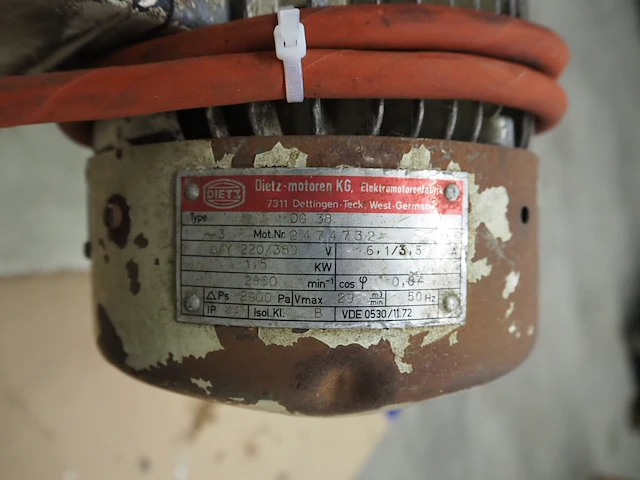 DIETZ
Dietz-motoren KG, Elektromotorenfabrik
7311 Dettingen-Teck, West-Germany
Type DG 38
~3 Mot.Nr. 2474732
Δ/Y 220/380 V 6,1/3,5 A
1,5 KW
2860 min⁻¹ cos φ 0,87
△Ps 2900 Pa Vmax 29 m3/min 50 Hz
IP Isol.Kl. B VDE 0530/11.72